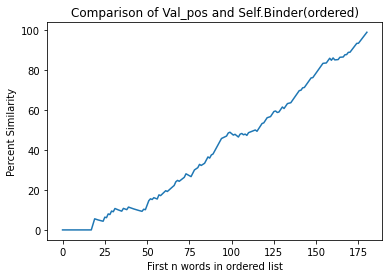 Comparison of Val_pos and Self.Binder(ordered)
100
80
60
40
20
0
Percent Similarity
0 25 50 75 100 125 150 175
First n words in ordered list